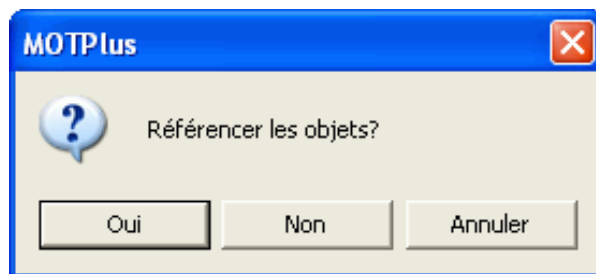 MOTPlus
Référencer les objets?
Oui
Non
Annuler